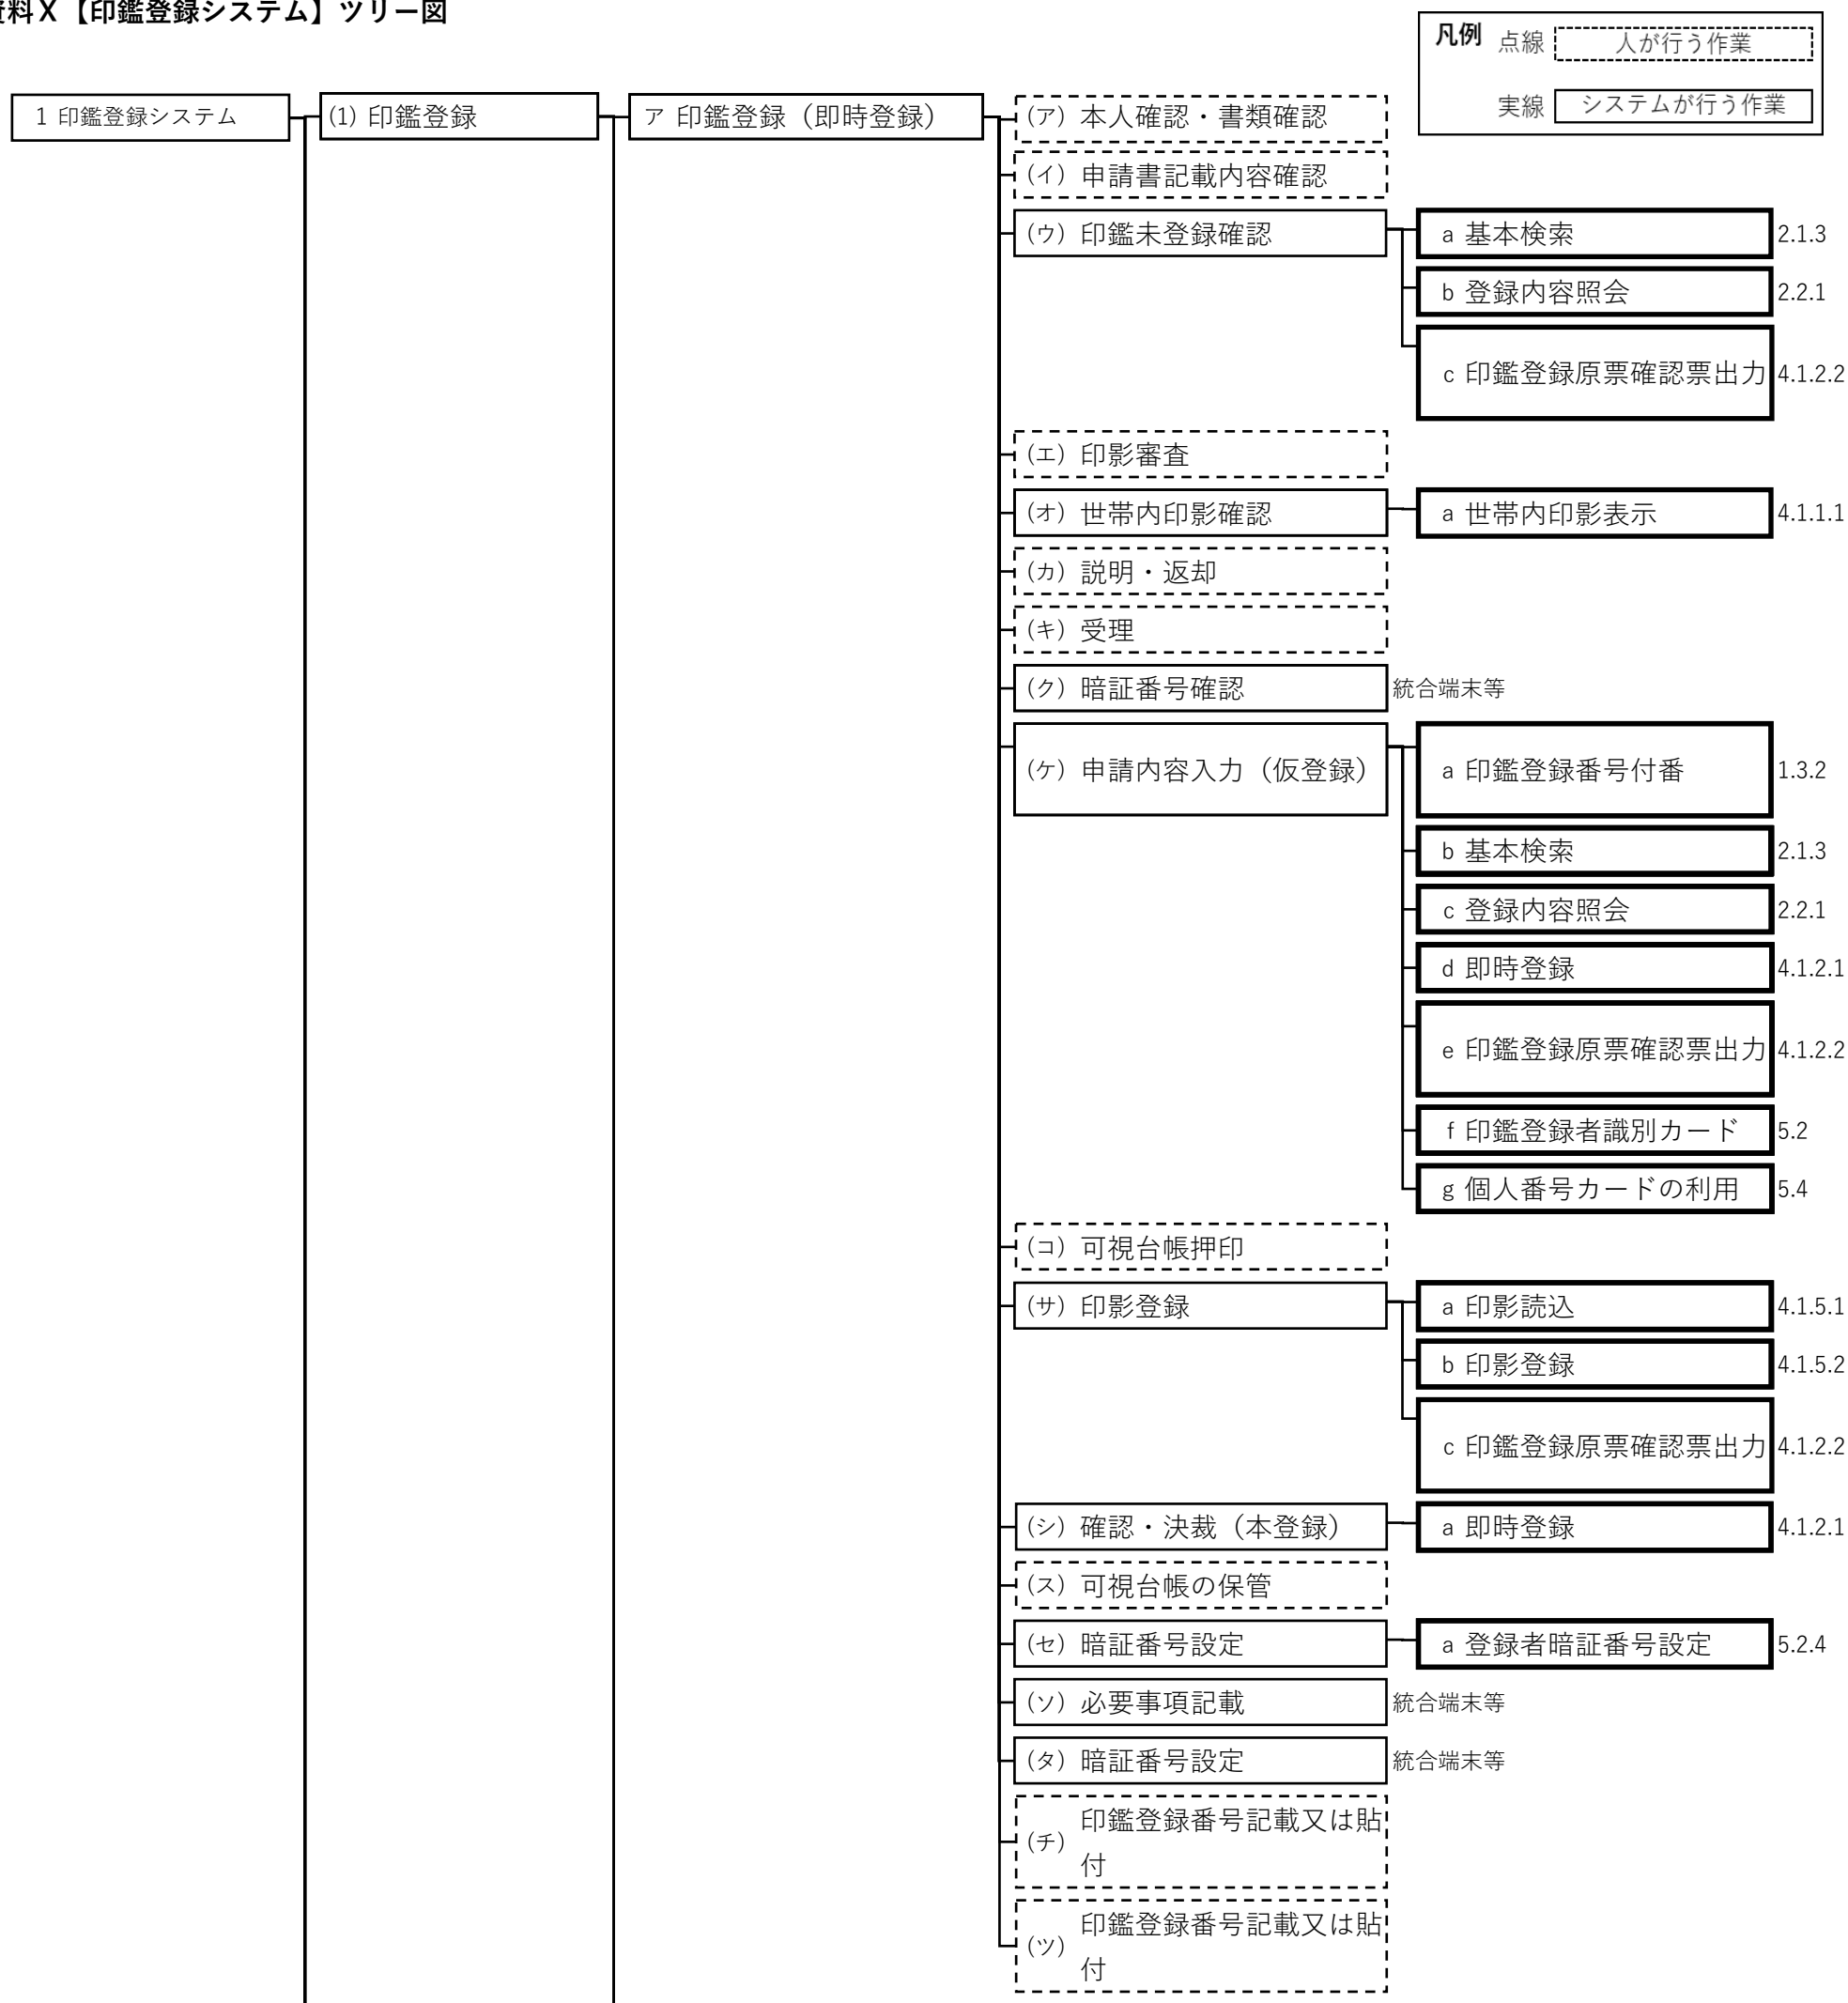 資料Ⅹ【印鑑登録システム】ツリー図
凡例
点線 人が行う作業
実線 システムが行う作業
1 印鑑登録システム
(1) 印鑑登録
ア 印鑑登録（即時登録）
(ア) 本人確認・書類確認
(イ) 申請書記載内容確認
(ウ) 印鑑未登録確認
a 基本検索 2.1.3
b 登録内容照会 2.2.1
c 印鑑登録原票確認票出力 4.1.2.2
(エ) 印影審査
(オ) 世帯内印影確認
a 世帯内印影表示 4.1.1.1
(カ) 説明・返却
(キ) 受理
(ク) 暗証番号確認 統合端末等
(ケ) 申請内容入力（仮登録）
a 印鑑登録番号付番 1.3.2
b 基本検索 2.1.3
c 登録内容照会 2.2.1
d 即時登録 4.1.2.1
e 印鑑登録原票確認票出力 4.1.2.2
f 印鑑登録者識別カード 5.2
g 個人番号カードの利用 5.4
(コ) 可視台帳押印
(サ) 印影登録
a 印影読込 4.1.5.1
b 印影登録 4.1.5.2
c 印鑑登録原票確認票出力 4.1.2.2
(シ) 確認・決裁（本登録）
a 即時登録 4.1.2.1
(ス) 可視台帳の保管
(セ) 暗証番号設定
a 登録者暗証番号設定 5.2.4
(ソ) 必要事項記載 統合端末等
(タ) 暗証番号設定 統合端末等
(チ) 印鑑登録番号記載又は貼
付
(ツ) 印鑑登録番号記載又は貼
付